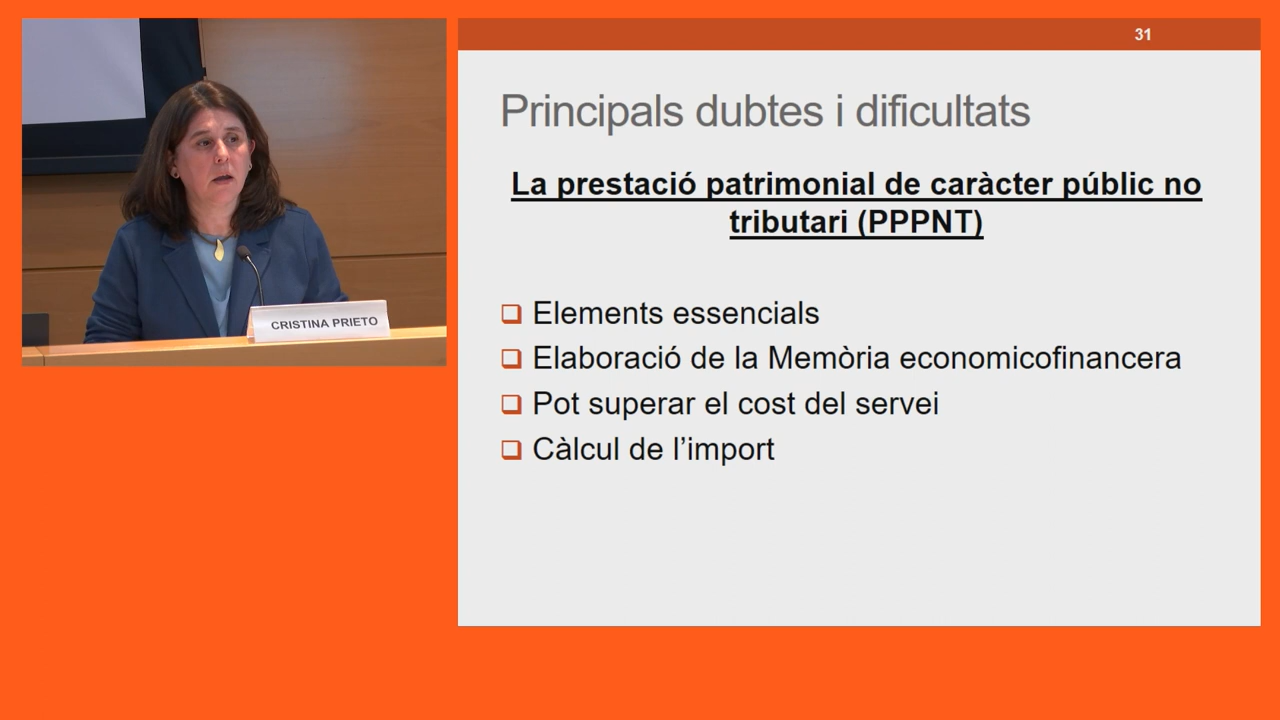 CRISTINA PRIETO
31
Principals dubtes i dificultats
La prestació patrimonial de caràcter públic no
tributari (PPPNT)
Elements essencials
Elaboració de la Memòria economicofinancera
Pot superar el cost del servei
Càlcul de l’import